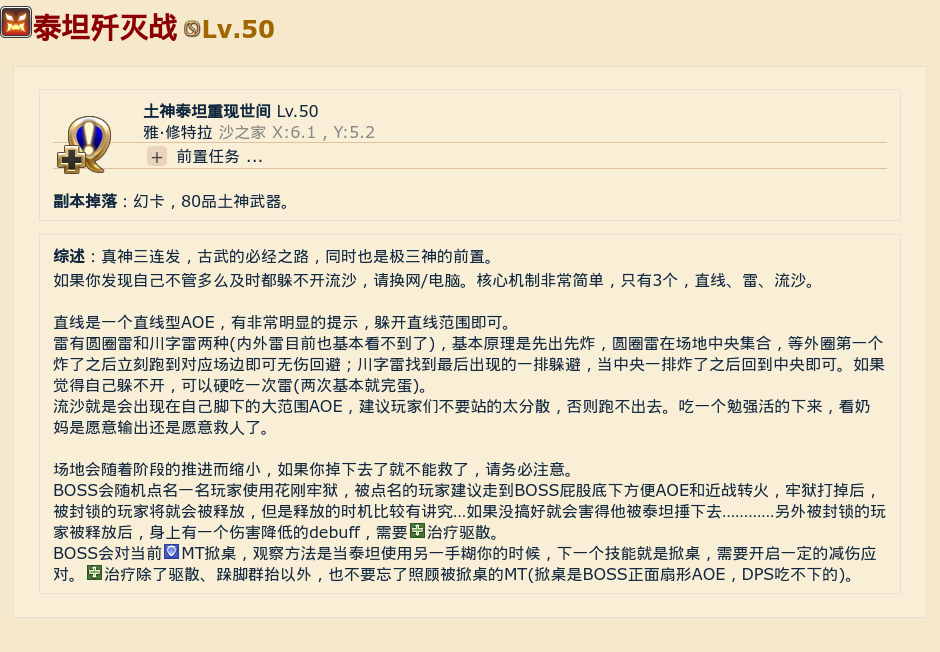 泰坦歼灭战 Lv.50
土神泰坦重现世间 Lv.50
雅·修特拉 沙之家 X:6.1 , Y:5.2
+ 前置任务 ...
副本掉落：幻卡，80品土神武器。
综述：真神三连发，古武的必经之路，同时也是极三神的前置。
如果你发现自己不管多么及时都躲不开流沙，请换网/电脑。核心机制非常简单，只有3个，直线、雷、流沙。
直线是一个直线型AOE，有非常明显的提示，躲开直线范围即可。
雷有圆圈雷和川字雷两种(内外雷目前也基本看不到了)，基本原理是先出先炸，圆圈雷在场地中央集合，等外圈第一个
炸了之后立刻跑到对应场边即可无伤回避；川字雷找到最后出现的一排躲避，当中央一排炸了之后回到中央即可。如果
觉得自己躲不开，可以硬吃一次雷(两次基本就完蛋)。
流沙就是会出现在自己脚下的大范围AOE，建议玩家们不要站的太分散，否则跑不出去。吃一个勉强活的下来，看奶
妈是愿意输出还是愿意救人了。
场地会随着阶段的推进而缩小，如果你掉下去了就不能救了，请务必注意。
BOSS会随机点名一名玩家使用花刚牢狱，被点名的玩家建议走到BOSS屁股底下方便AOE和近战转火，牢狱打掉后，
被封锁的玩家将就会被释放，但是释放的时机比较有讲究...如果没搞好就会害得他被泰坦捶下去............另外被封锁的玩
家被释放后，身上有一个伤害降低的debuff，需要治疗驱散。
BOSS会对当前MT掀桌，观察方法是当泰坦使用另一手糊你的时候，下一个技能就是掀桌，需要开启一定的减伤应
对。治疗除了驱散、跺脚群抬以外，也不要忘了照顾被掀桌的MT(掀桌是BOSS正面扇形AOE，DPS吃不下的)。